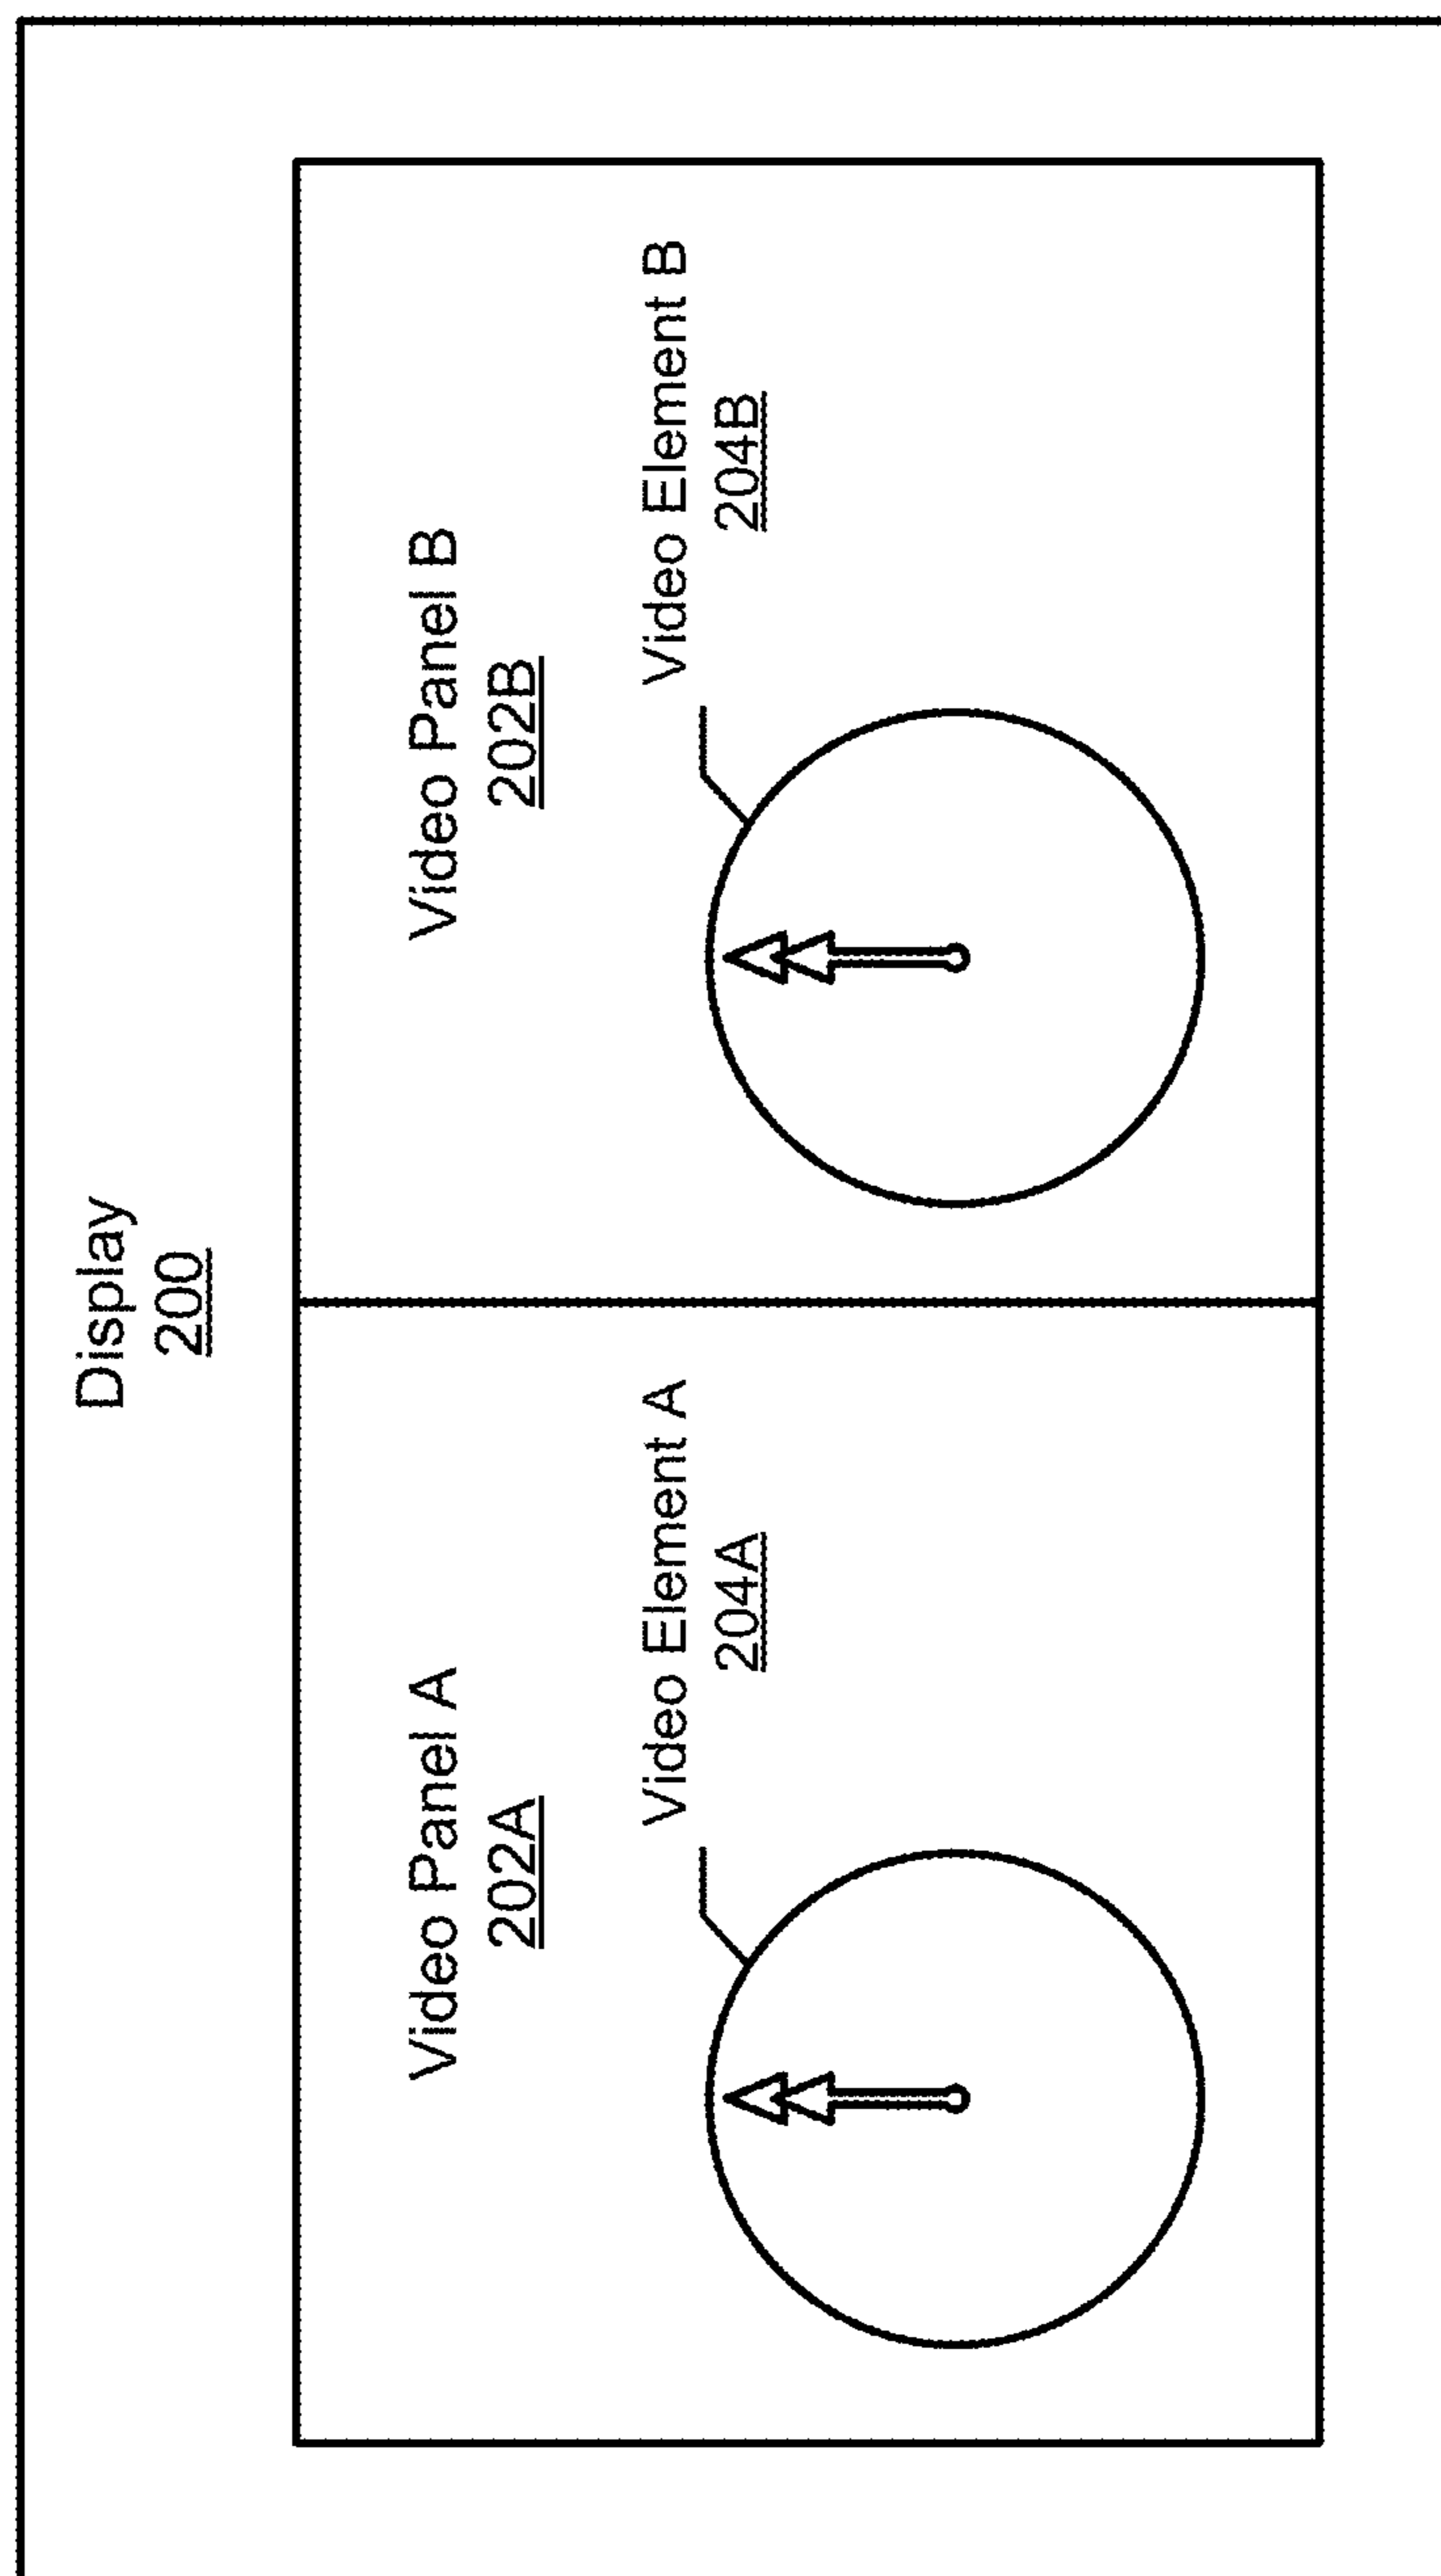 Display
200
Video Panel A
202A
Video Element A
204A
Video Panel B
202B
Video Element B
204B